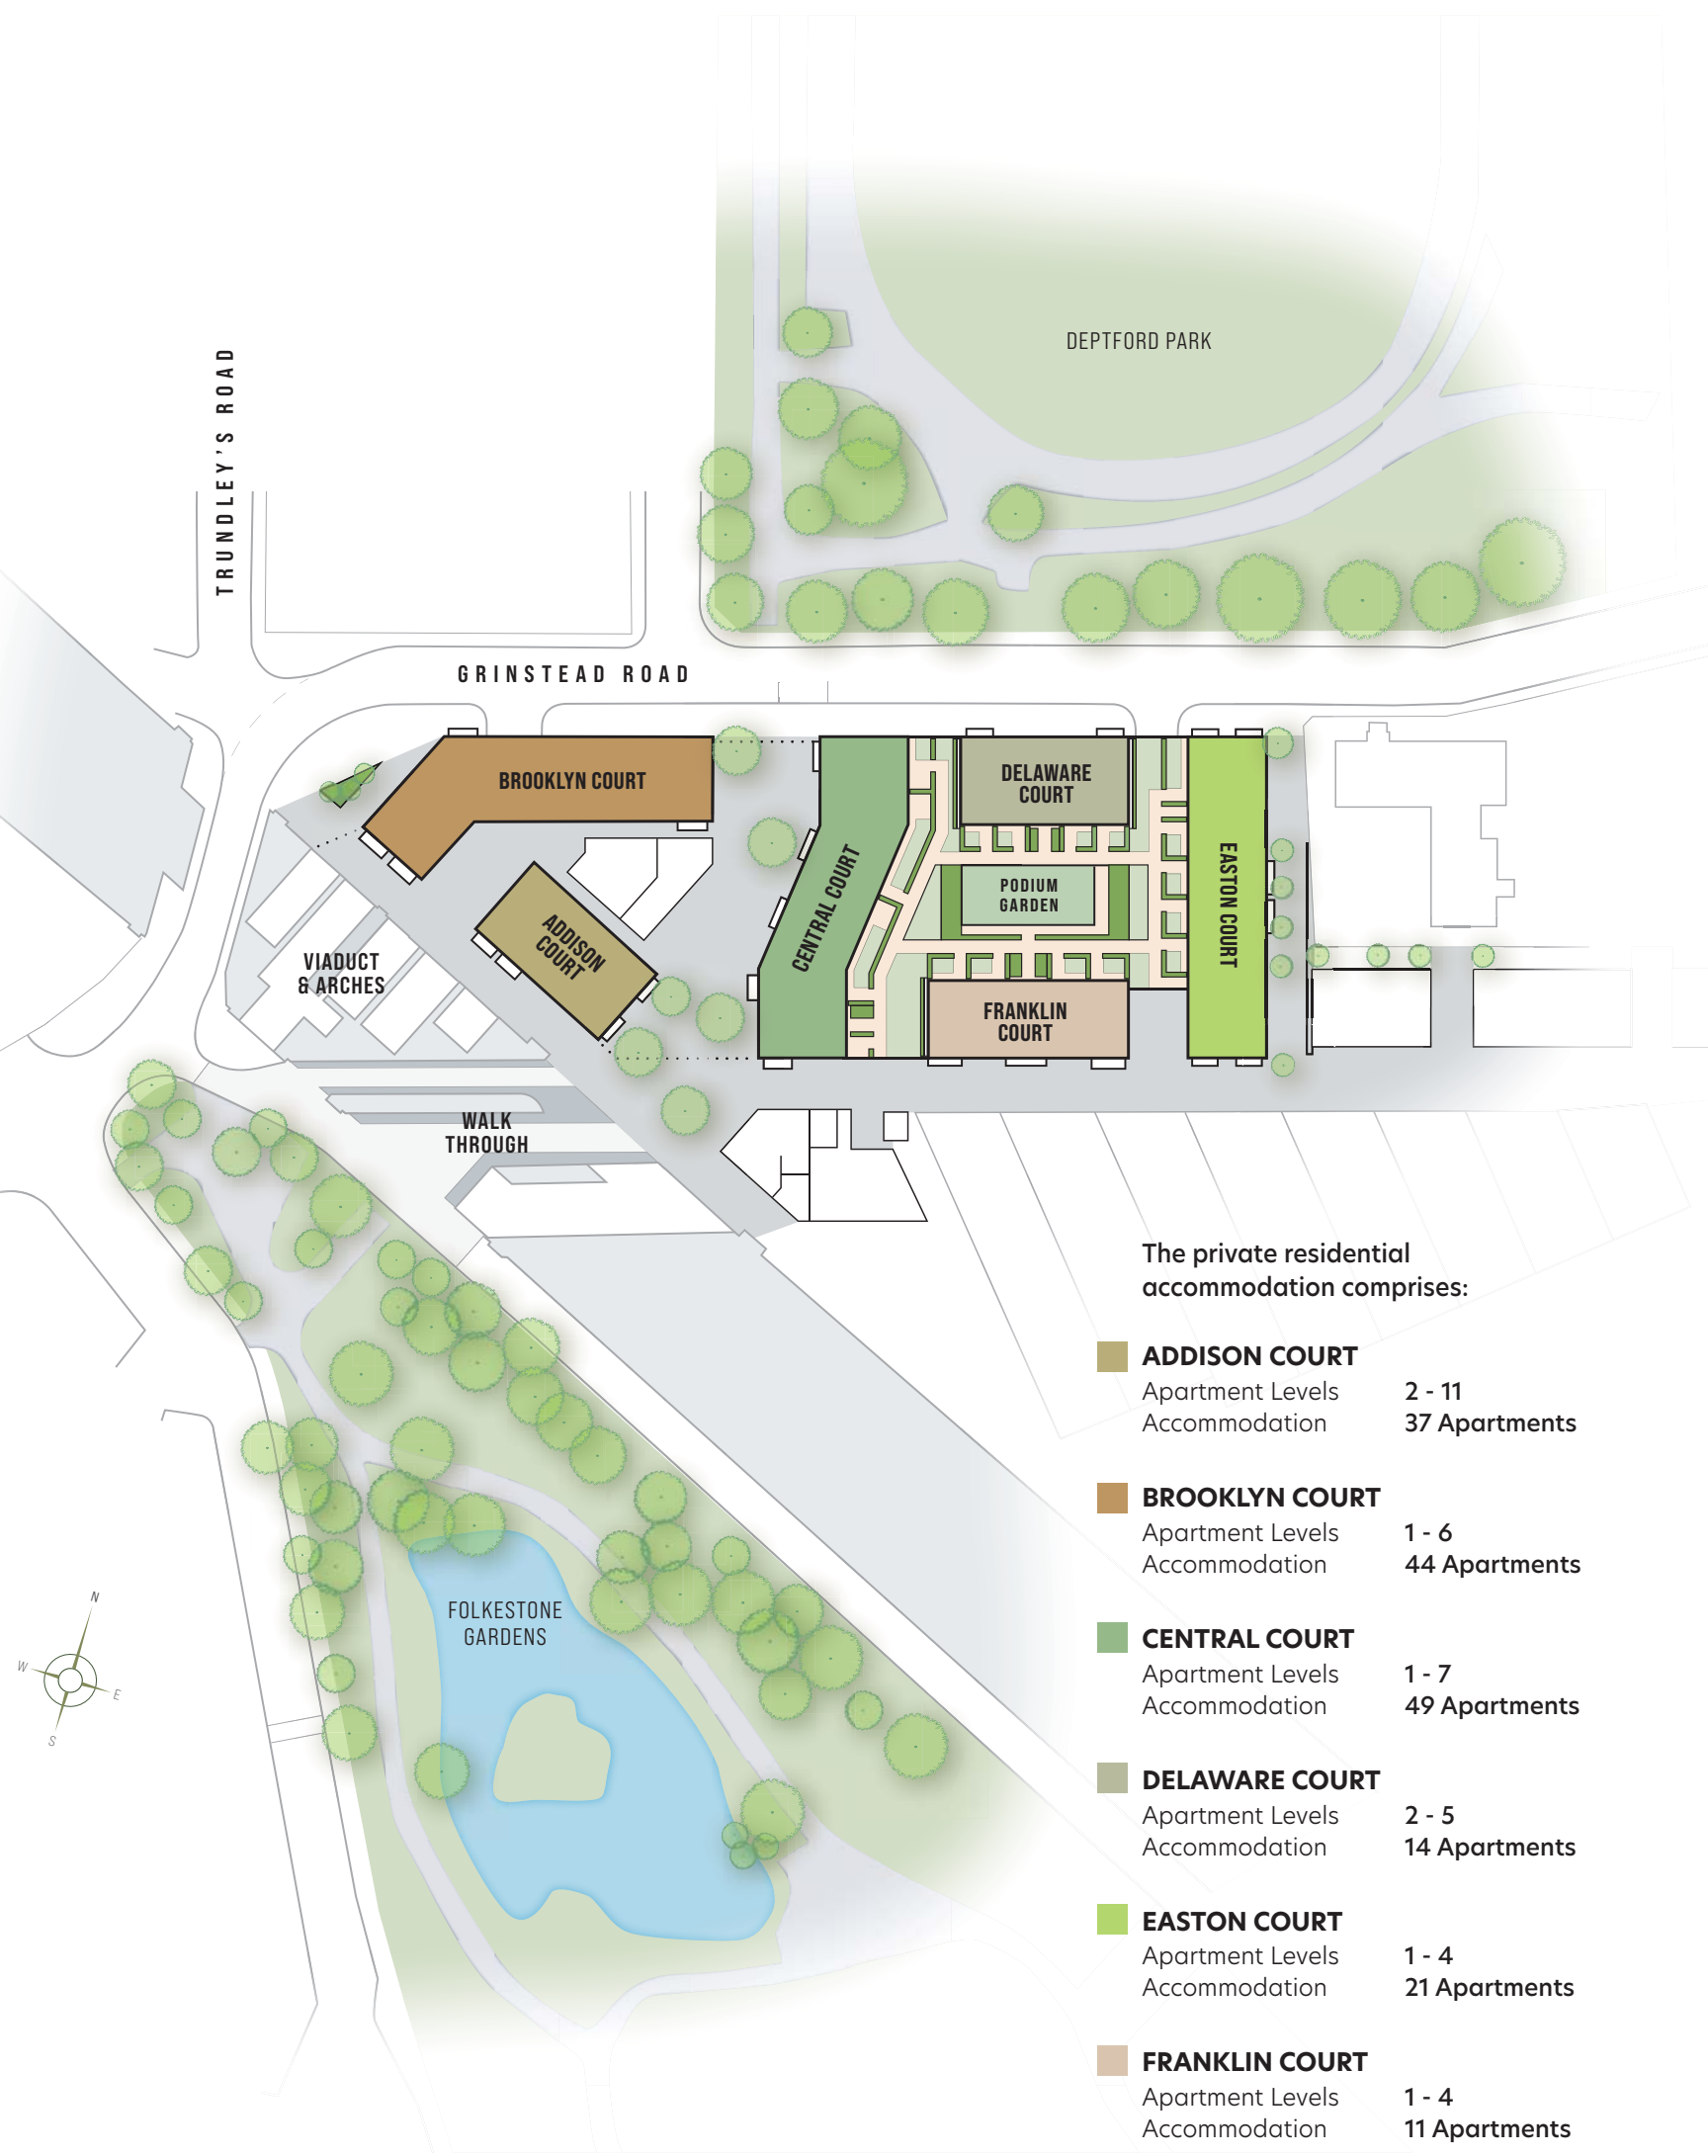 DEPTFORD PARK
TRUNDLEY'S ROAD
GRINSTEAD ROAD
BROOKLYN COURT
DELAWARE
COURT
EASTON COURT
CENTRAL COURT
PODIUM
GARDEN
ADDISON
COURT
VIADUCT
& ARCHES
FRANKLIN
COURT
WALK
THROUGH
FOLKESTONE
GARDENS
N
W
E
S
The private residential
accommodation comprises:
ADDISON COURT
Apartment Levels 2 - 11
Accommodation 37 Apartments
BROOKLYN COURT
Apartment Levels 1 - 6
Accommodation 44 Apartments
CENTRAL COURT
Apartment Levels 1 - 7
Accommodation 49 Apartments
DELAWARE COURT
Apartment Levels 2 - 5
Accommodation 14 Apartments
EASTON COURT
Apartment Levels 1 - 4
Accommodation 21 Apartments
FRANKLIN COURT
Apartment Levels 1 - 4
Accommodation 11 Apartments